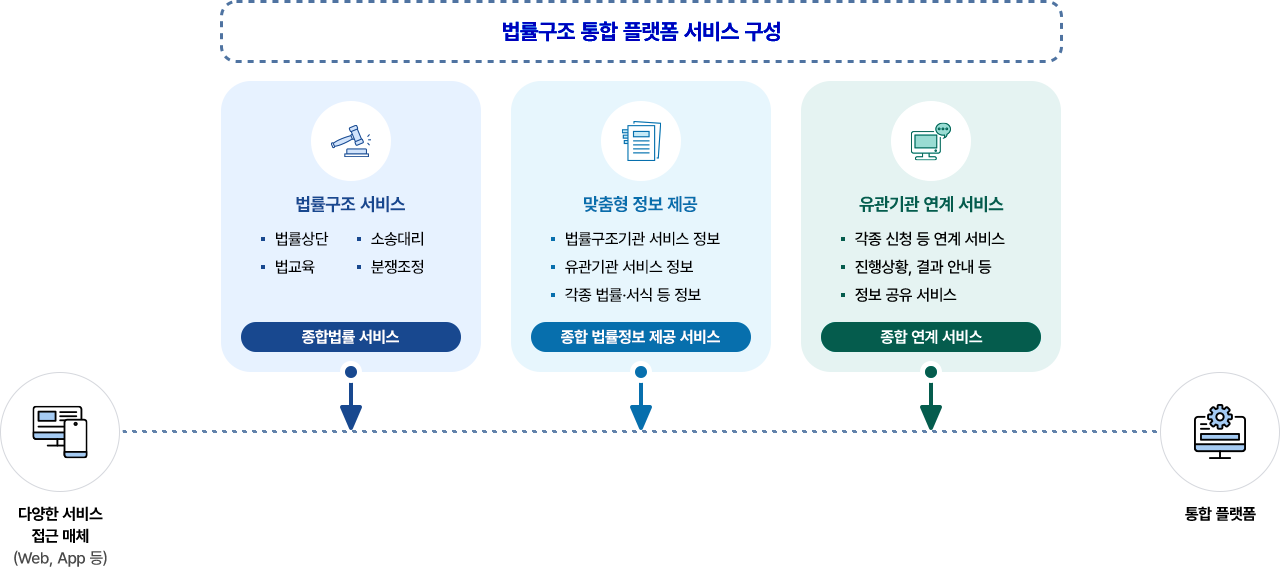 법률구조 통합 플랫폼 서비스 구성
법률구조 서비스
법률상단
소송대리
법교육
분쟁조정
종합법률 서비스
맞춤형 정보 제공
법률구조기관 서비스 정보
유관기관 서비스 정보
각종 법률·서식 등 정보
종합 법률정보 제공 서비스
유관기관 연계 서비스
각종 신청 등 연계 서비스
진행상황, 결과 안내 등
정보 공유 서비스
종합 연계 서비스
다양한 서비스
접근 매체
(Web, App 등)
통합 플랫폼